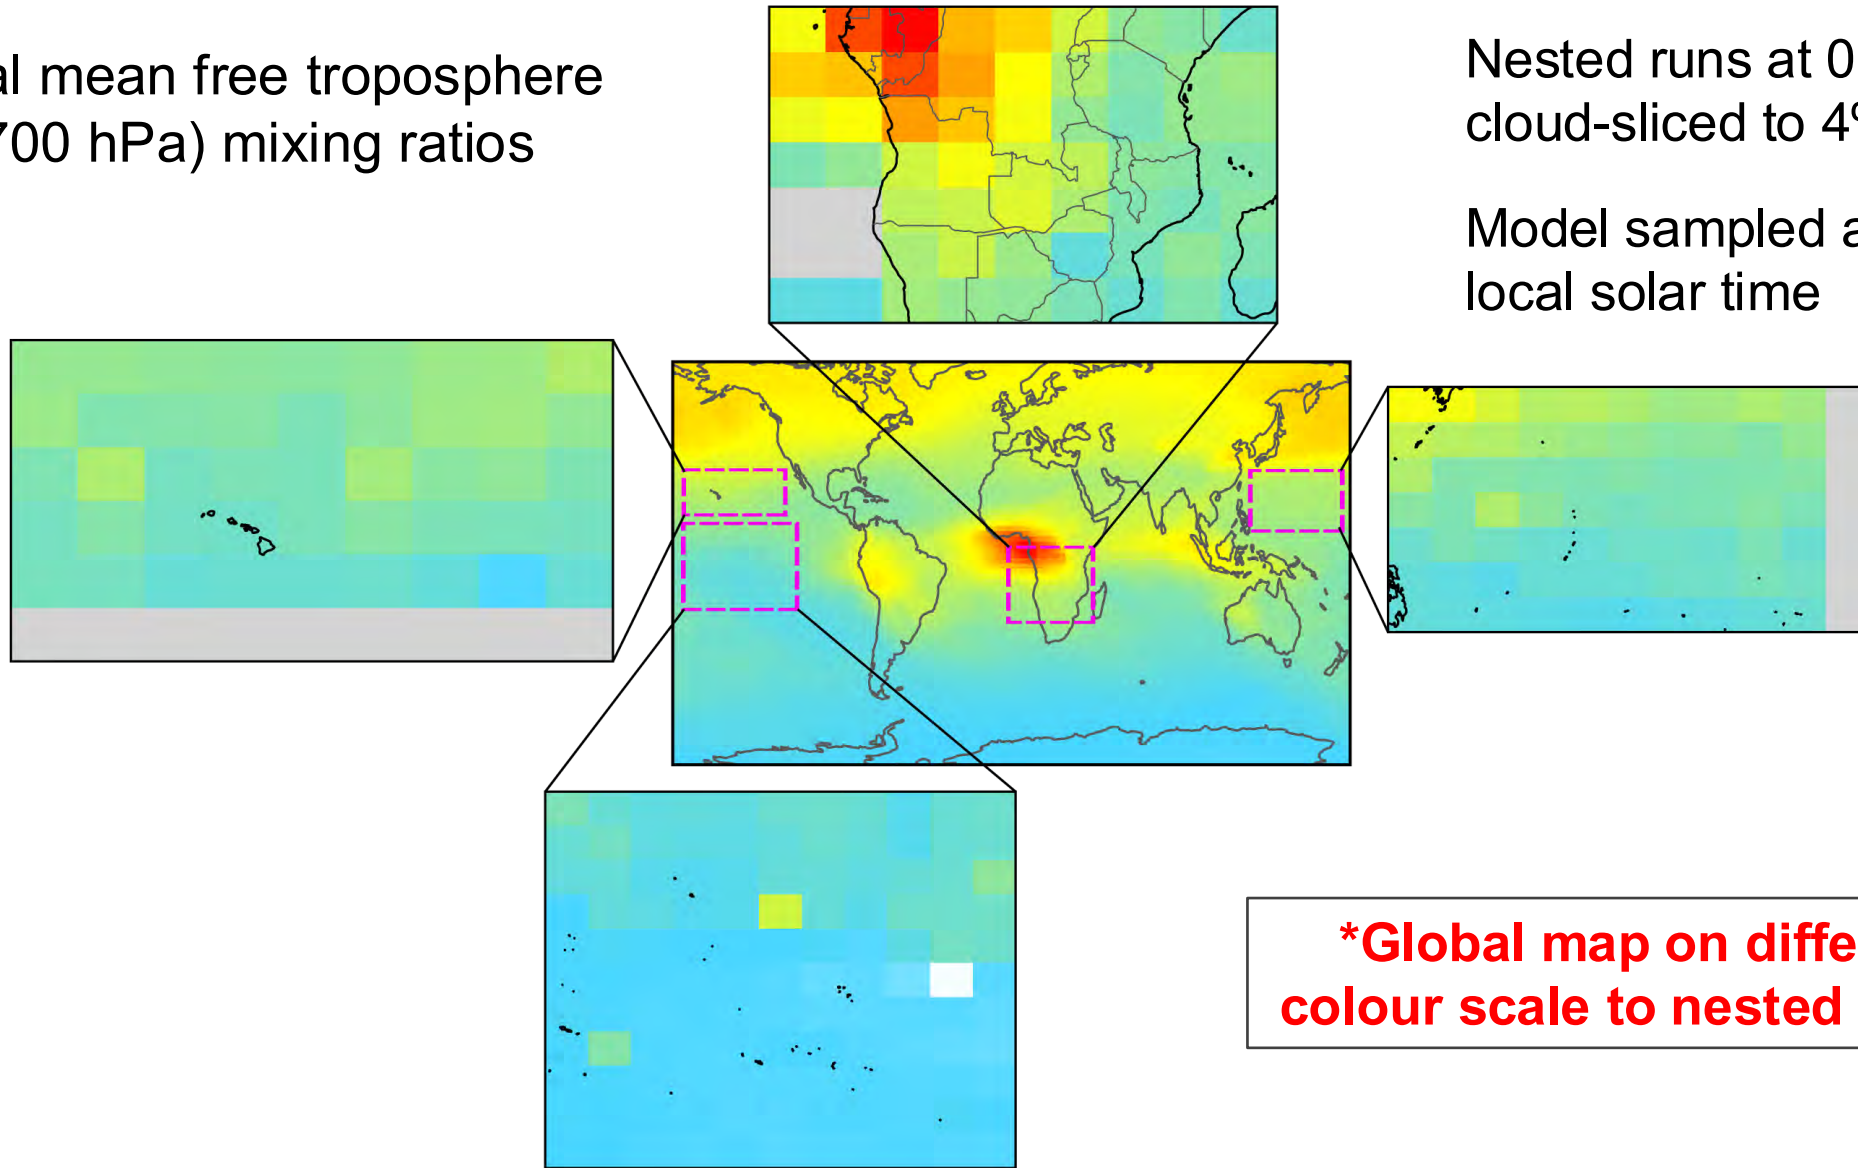 al mean free troposphere
700 hPa) mixing ratios
Nested runs at 0
cloud-sliced to 4º
Model sampled a
local solar time
*Global map on diffe
colour scale to nested